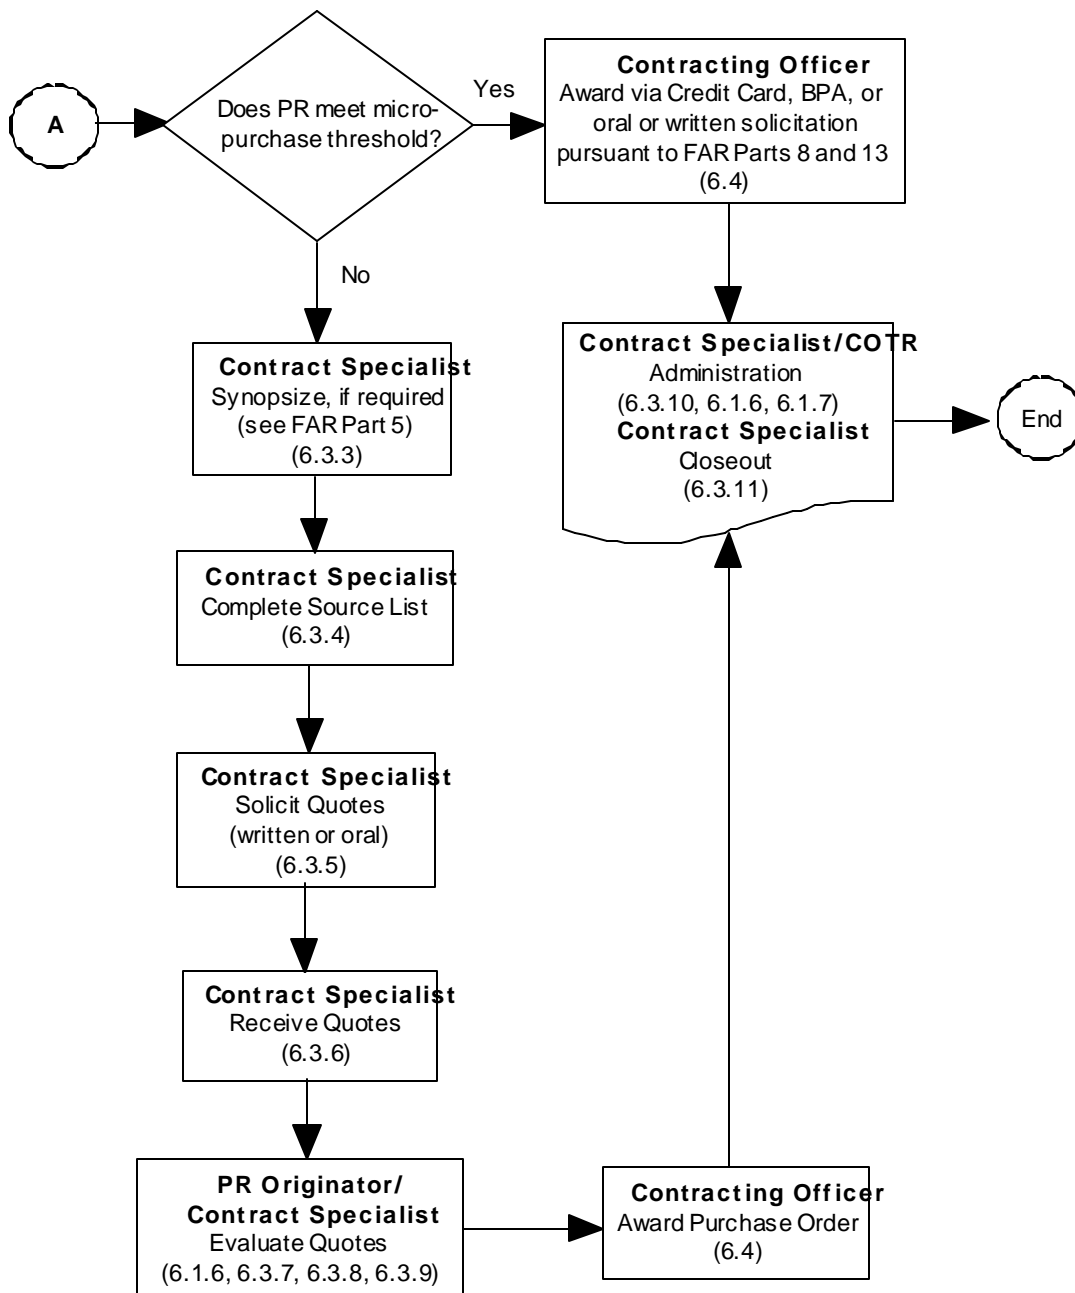 A
Does PR meet micro-
purchase threshold?
Yes
Contracting Officer
Award via Credit Card, BPA, or
oral or written solicitation
pursuant to FAR Parts 8 and 13
(6.4)
No
Contract Specialist
Synopsize, if required
(see FAR Part 5)
(6.3.3)
Contract Specialist/COTR
Administration
(6.3.10, 6.1.6, 6.1.7)
Contract Specialist
Closeout
(6.3.11)
End
Contract Specialist
Complete Source List
(6.3.4)
Contract Specialist
Solicit Quotes
(written or oral)
(6.3.5)
Contract Specialist
Receive Quotes
(6.3.6)
PR Originator/
Contract Specialist
Evaluate Quotes
(6.1.6, 6.3.7, 6.3.8, 6.3.9)
Contracting Officer
Award Purchase Order
(6.4)